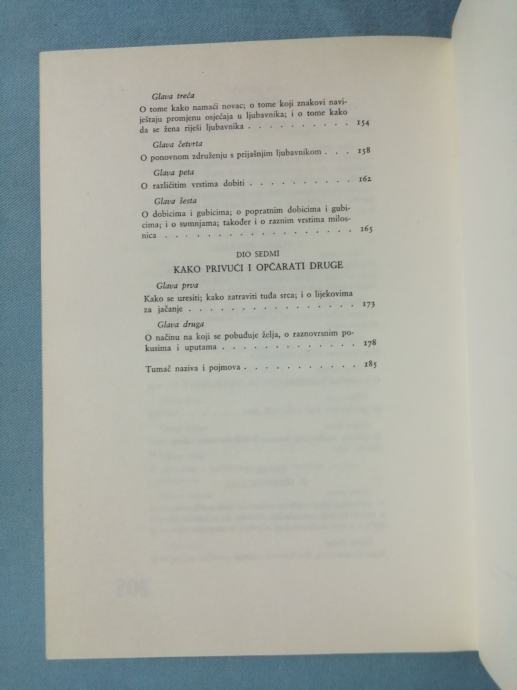 Glava treća
O tome kako namaći novac; o tome koji znakovi navi-
ještaju promjenu osjećaja u ljubavnika; i o tome kako
da se žena riješi ljubavnika . . . . . . . . . . 154
Glava četvrta
O ponovnom združenju s prijašnjim ljubavnikom . . . 158
Glava peta
O različitim vrstima dobiti . . . . . . . . . . 162
Glava šesta
O dobicima i gubicima; o popratnim dobicima i gubi-
cima; i o sumnjama; također i o raznim vrstima milos-
nica . . . . . . . . . . . . . . . . . 165
DIO SEDMI
KAKO PRIVUĆI I OPČARATI DRUGE
Glava prva
Kako se uresiti; kako zatraviti tuđa srca; i o lijekovima
za jačanje . . . . . . . . . . . . . . . 173
Glava druga
O načinu na koji se pobuđuje želja, o raznovrsnim po-
kusima i uputama . . . . . . . . . . . . 178
Tumač naziva i pojmova . . . . . . . . . . . 185